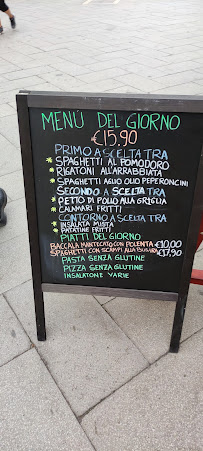 MENÙ DEL GIORNO
€15.90
PRIMO A SCELTA TRA
* SPAGHETTI AL POMODORO
* RIGATONI ALL'ARRABBIATA
* SPAGHETTI AGLIO OLIO PEPERONCINI
SECONDO A SCELTA TRA
* PETTO DI POLLO ALLA GRIGLIA
* CALAMARI FRITTI
CONTORNO A SCELTA TRA
* INSALATA MISTA
* PATATINE FRITTI
PIATTI DEL GIORNO
BACCALA MANTECATO CON POLENTA €10,00
SPAGHETTI CON SCAMPI ALLA BUSARA €17,90
PASTA SENZA GLUTINE
PIZZA SENZA GLUTINE
INSALATONE VARIE